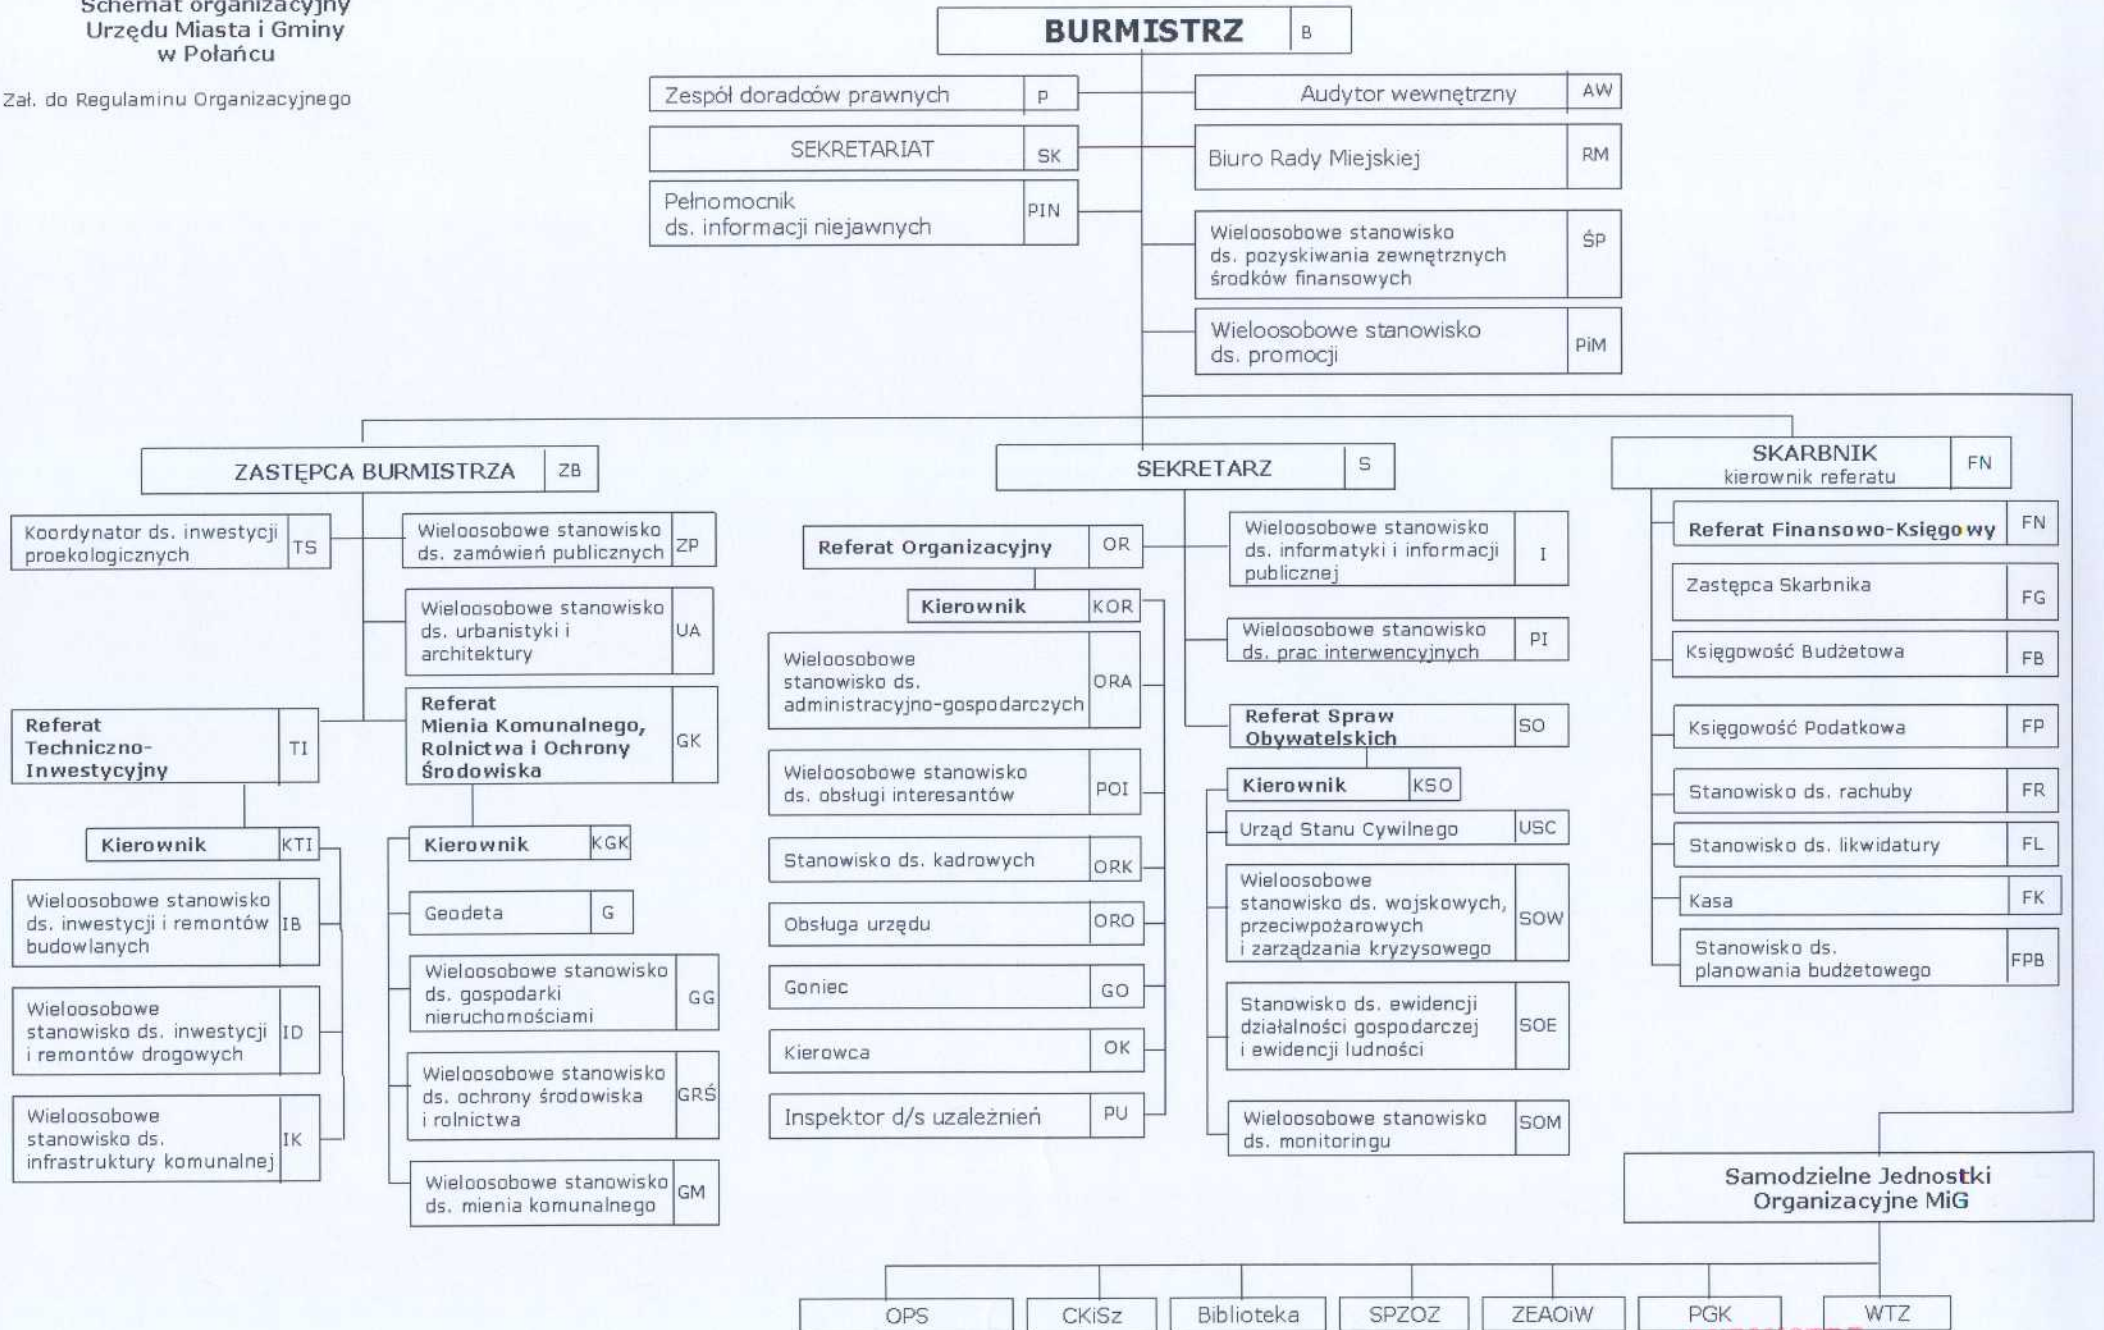 Schemat organizacyjny
Urzędu Miasta i Gminy
w Połańcu
Zał. do Regulaminu Organizacyjnego
BURMISTRZ B
Zespół doradców prawnych P
Audytor wewnętrzny AW
SEKRETARIAT SK
Biuro Rady Miejskiej RM
Pełnomocnik
ds. informacji niejawnych PIN
Wieloosobowe stanowisko
ds. pozyskiwania zewnętrznych
środków finansowych ŚP
Wieloosobowe stanowisko
ds. promocji PiM
ZASTĘPCA BURMISTRZA ZB
Koordynator ds. inwestycji
proekologicznych TS
Wieloosobowe stanowisko
ds. zamówień publicznych ZP
Wieloosobowe stanowisko
ds. urbanistyki i
architektury UA
Referat
Techniczno-
Inwestycyjny TI
Referat
Mienia Komunalnego,
Rolnictwa i Ochrony
Środowiska GK
Kierownik KTI
Wieloosobowe stanowisko
ds. inwestycji i remontów
budowlanych IB
Wieloosobowe
stanowisko ds. inwestycji
i remontów drogowych ID
Wieloosobowe
stanowisko ds.
infrastruktury komunalnej IK
Kierownik KGK
Geodeta G
Wieloosobowe stanowisko
ds. gospodarki
nieruchomościami GG
Wieloosobowe stanowisko
ds. ochrony środowiska
i rolnictwa GRŚ
Wieloosobowe stanowisko
ds. mienia komunalnego GM
SEKRETARZ S
Referat Organizacyjny OR
Kierownik KOR
Wieloosobowe
stanowisko ds.
administracyjno-gospodarczych ORA
Wieloosobowe stanowisko
ds. obsługi interesantów POI
Stanowisko ds. kadrowych ORK
Obsługa urzędu ORO
Goniec GO
Kierowca OK
Inspektor d/s uzależnień PU
Wieloosobowe stanowisko
ds. informatyki i informacji
publicznej I
Wieloosobowe stanowisko
ds. prac interwencyjnych PI
Referat Spraw
Obywatelskich SO
Kierownik KSO
Urząd Stanu Cywilnego USC
Wieloosobowe
stanowisko ds. wojskowych,
przeciwpożarowych
i zarządzania kryzysowego SOW
Stanowisko ds. ewidencji
działalności gospodarczej
i ewidencji ludności SOE
Wieloosobowe stanowisko
ds. monitoringu SOM
SKARBNIK
kierownik referatu FN
Referat Finansowo-Księgowy FN
Zastępca Skarbnika FG
Księgowość Budżetowa FB
Księgowość Podatkowa FP
Stanowisko ds. rachuby FR
Stanowisko ds. likwidatury FL
Kasa FK
Stanowisko ds.
planowania budżetowego FPB
Samodzielne Jednostki
Organizacyjne MiG
OPS CKiSz Biblioteka SPZOZ ZEAOiW PGK WTZ